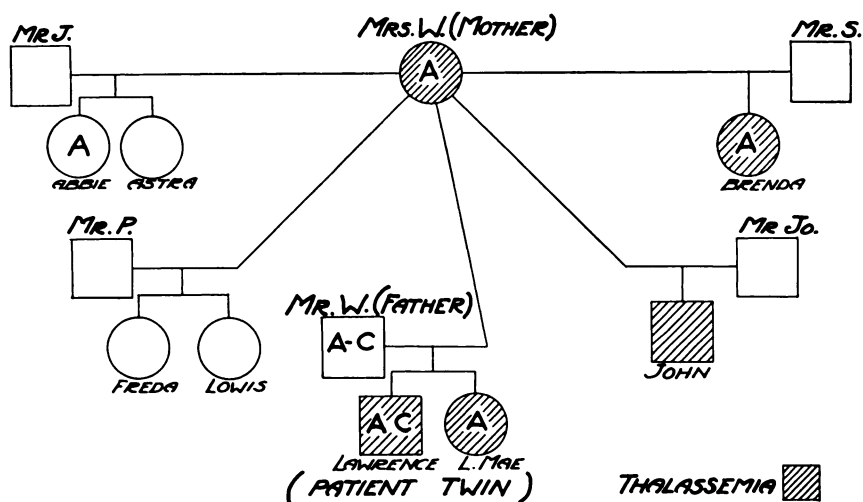 Mr J.
Mrs. W. (Mother)
Mr. S.
A
A
A
Abbie
Astra
Brenda
Mr. P.
Mr Jo.
Mr. W. (Father)
A-C
Freda
Lowis
John
A C
A
Lawrence
L. Mae
(Patient Twin)
Thalassemia